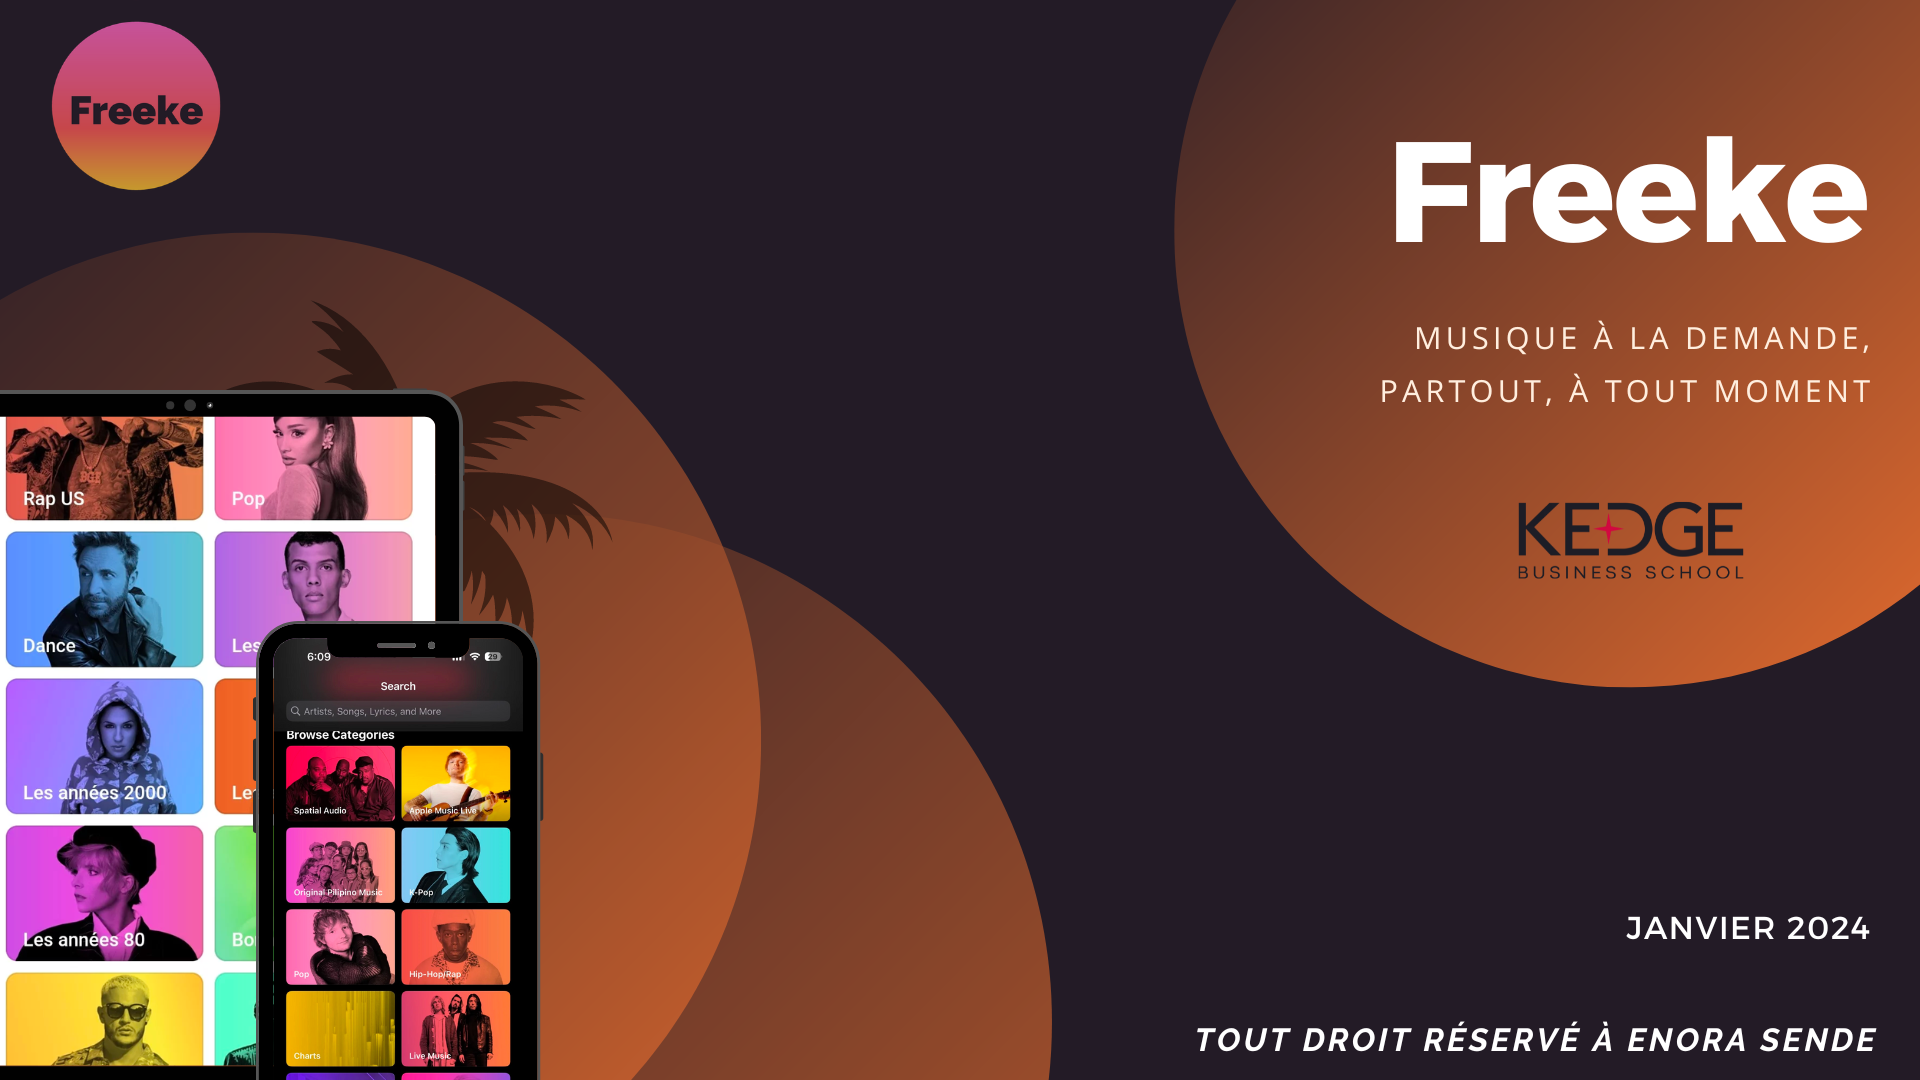 Freeke
Freeke
MUSIQUE À LA DEMANDE,
PARTOUT, À TOUT MOMENT
KEDGE
BUSINESS SCHOOL
Rap US
Pop
Dance
Les
Les années 2000
Le
Les années 80
Bo
6:09
29
Search
Artists, Songs, Lyrics, and More
Browse Categories
Spatial Audio
Apple Music Live
Original Pilipino Music
K-Pop
Pop
Hip-Hop/Rap
Charts
Live Music
JANVIER 2024
TOUT DROIT RÉSERVÉ À ENORA SENDE